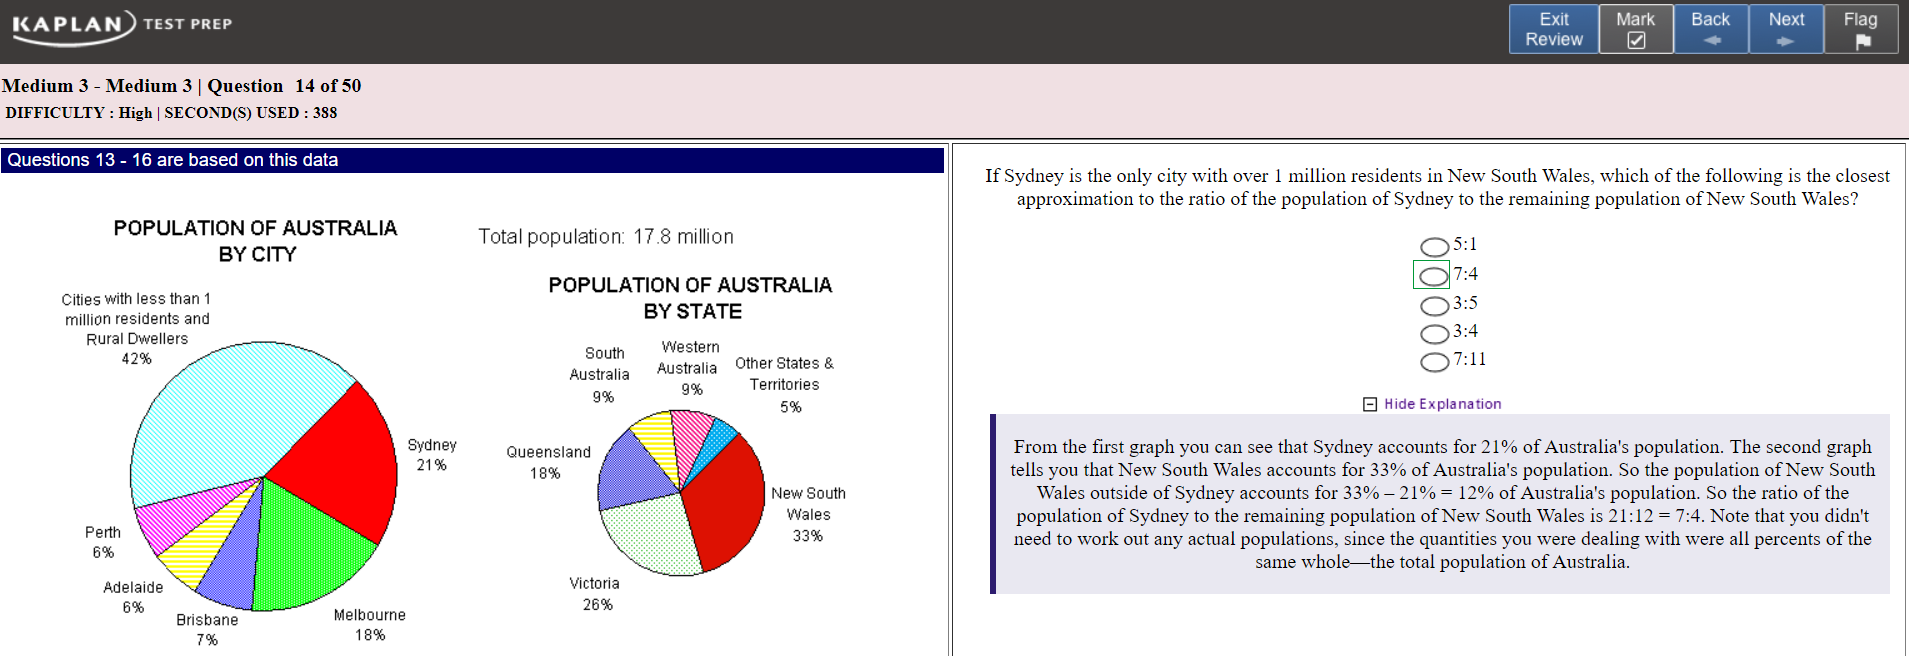 KAPLAN TEST PREP
Exit Review
Mark
Back
Next
Flag
Medium 3 - Medium 3 | Question 14 of 50
DIFFICULTY : High | SECOND(S) USED : 388
Questions 13 - 16 are based on this data
POPULATION OF AUSTRALIA
BY CITY
Cities with less than 1
million residents and
Rural Dwellers
42%
Sydney
21%
Perth
6%
Adelaide
6%
Brisbane
7%
Melbourne
18%
Total population: 17.8 million
POPULATION OF AUSTRALIA
BY STATE
South
Australia
9%
Western
Australia
9%
Other States &
Territories
5%
Queensland
18%
New South
Wales
33%
Victoria
26%
If Sydney is the only city with over 1 million residents in New South Wales, which of the following is the closest
approximation to the ratio of the population of Sydney to the remaining population of New South Wales?
5:1
7:4
3:5
3:4
7:11
Hide Explanation
From the first graph you can see that Sydney accounts for 21% of Australia's population. The second graph
tells you that New South Wales accounts for 33% of Australia's population. So the population of New South
Wales outside of Sydney accounts for 33% – 21% = 12% of Australia's population. So the ratio of the
population of Sydney to the remaining population of New South Wales is 21:12 = 7:4. Note that you didn't
need to work out any actual populations, since the quantities you were dealing with were all percents of the
same whole—the total population of Australia.